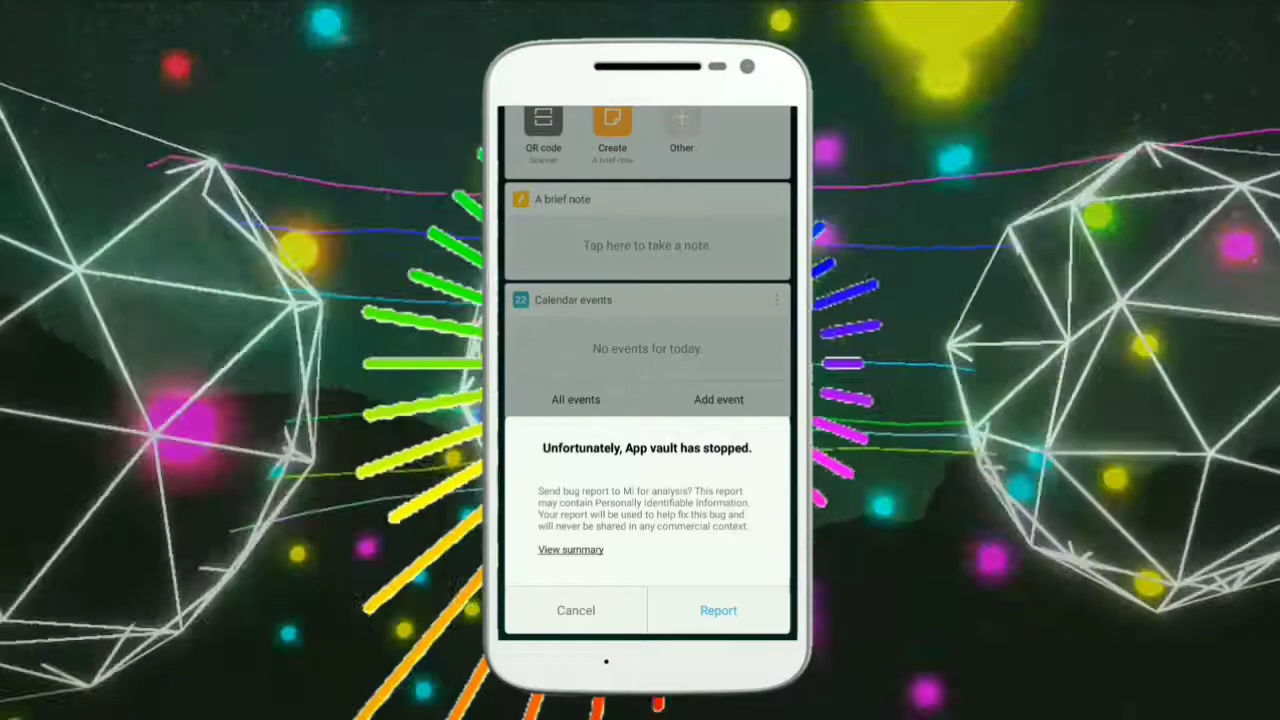 QR code
Create
Other
Scanner
A brief note
A brief note
Tap here to take a note
22 Calendar events
No events for today.
All events
Add event
Unfortunately, App vault has stopped.
Send bug report to Mi for analysis? This report
may contain Personally Identifiable Information.
Your report will be used to help fix this bug and
will never be shared in any commercial context.
View summary
Cancel
Report